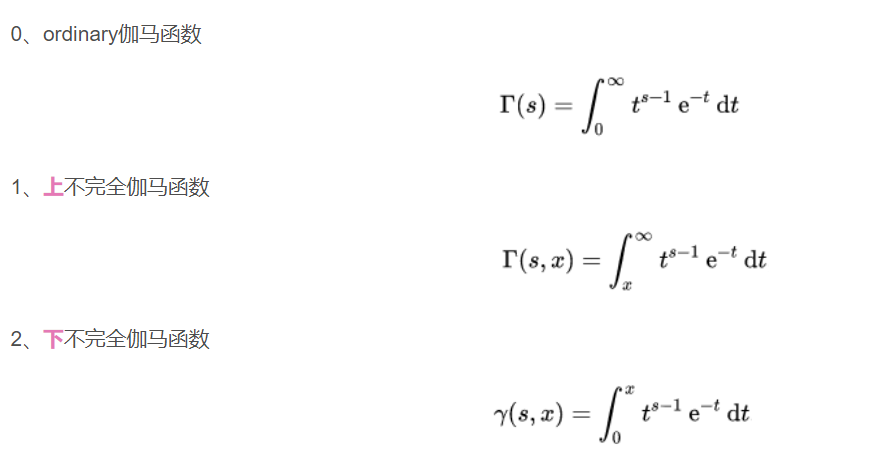 0、ordinary伽马函数
Γ(s) = ∫₀^∞ t^{s−1} e^{−t} dt
1、上不完全伽马函数
Γ(s, x) = ∫ₓ^∞ t^{s−1} e^{−t} dt
2、下不完全伽马函数
γ(s, x) = ∫₀^x t^{s−1} e^{−t} dt